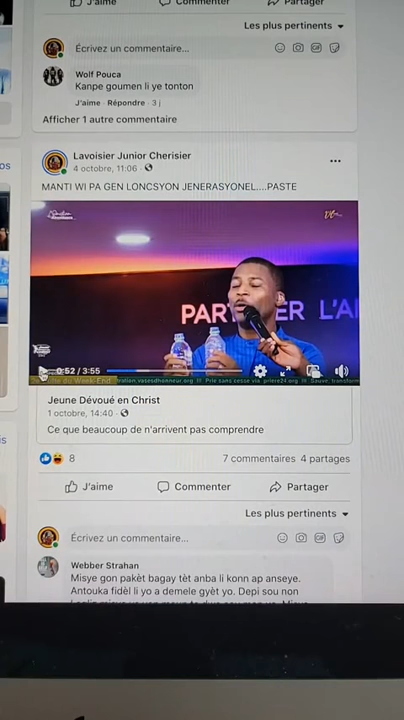 J'aime Commenter Partager
Les plus pertinents
Écrivez un commentaire...
Wolf Pouca
Kanpe goumen li ye tonton
J'aime · Répondre · 3 j
Afficher 1 autre commentaire
Lavoisier Junior Cherisier
4 octobre, 11:06 ·
MANTI WI PA GEN LONCSYON JENERASYONEL....PASTE
PARTAGER L'A
0:52 / 3:55
du Week-End
Jeune Dévoué en Christ
1 octobre, 14:40 ·
Ce que beaucoup de n'arrivent pas comprendre
8
7 commentaires 4 partages
J'aime Commenter Partager
Les plus pertinents
Écrivez un commentaire...
Webber Strahan
Misye gon pakèt bagay tèt anba li konn ap anseye.
Antouka fidèl li yo a demele gyèt yo. Depi sou non